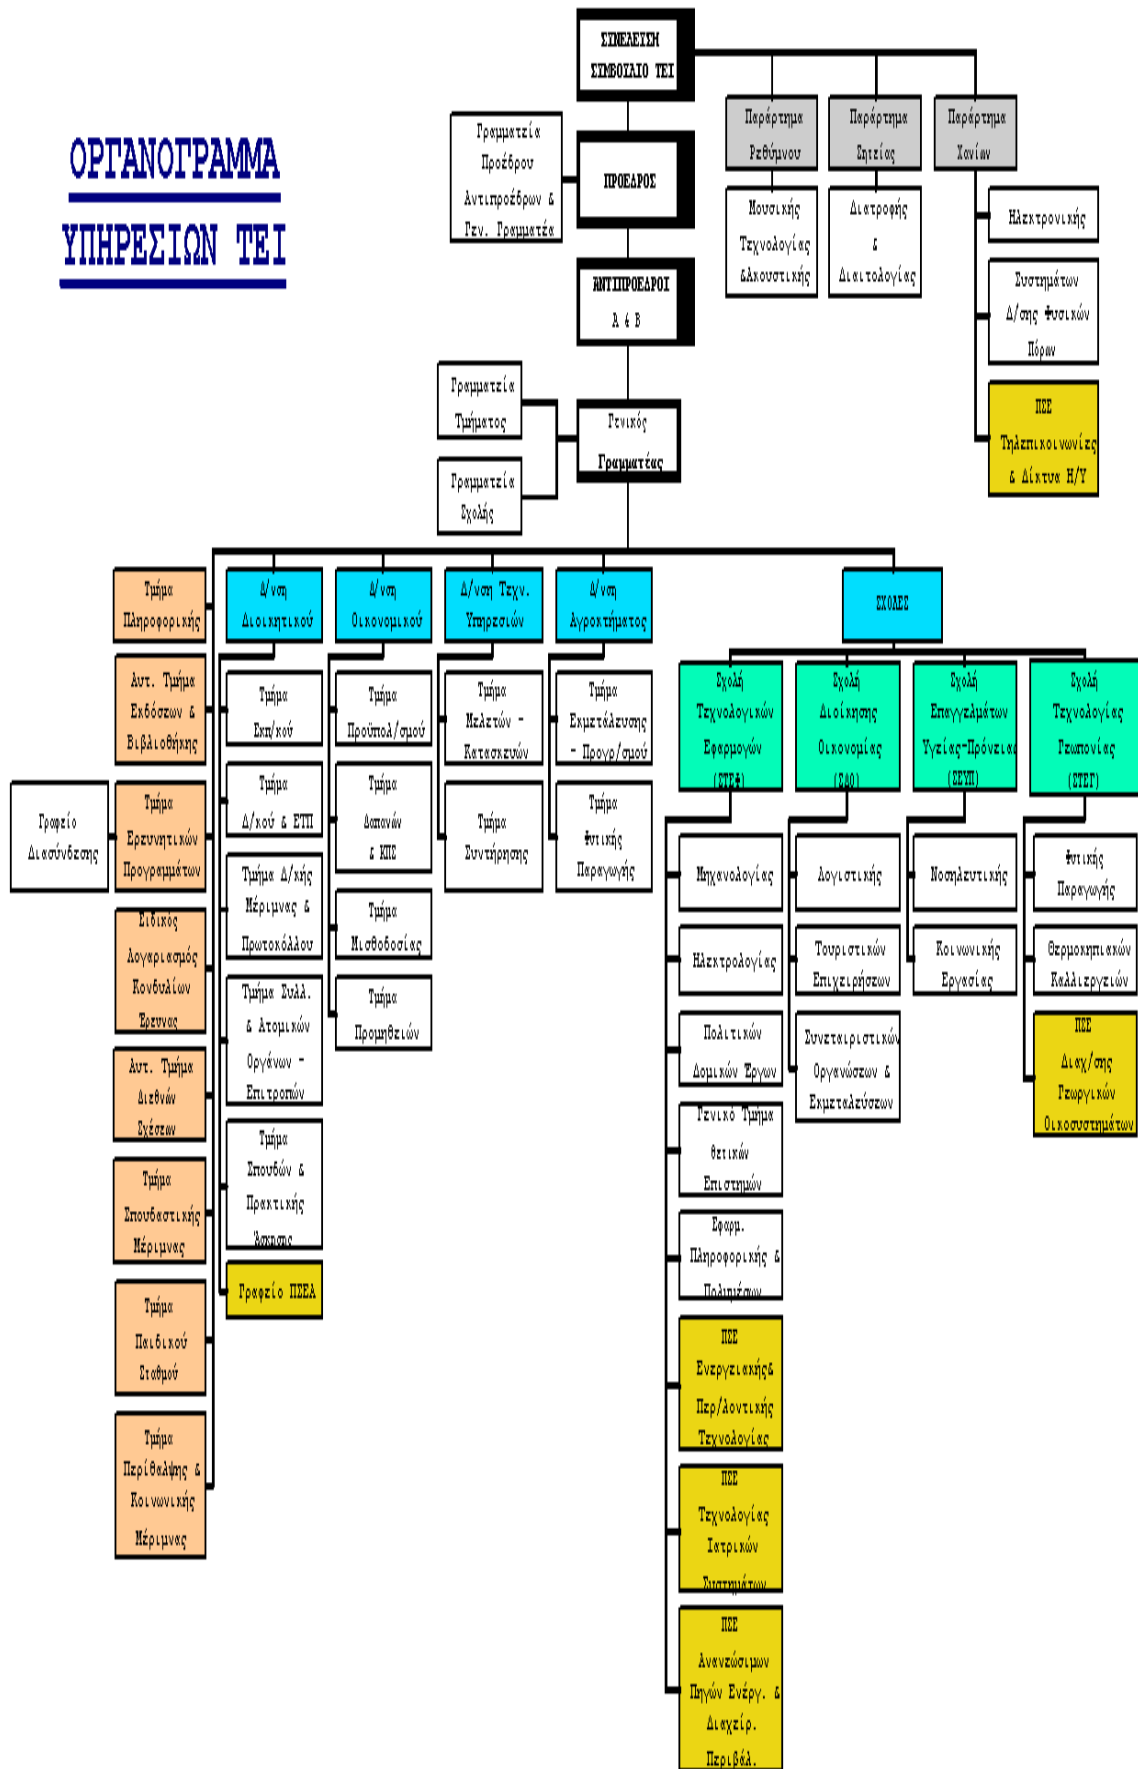 ΟΡΓΑΝΟΓΡΑΜΜΑ
ΥΠΗΡΕΣΙΩΝ ΤΕΙ
ΣΥΝΕΛΕΥΣΗ
ΣΥΜΒΟΥΛΙΟ ΤΕΙ
Γραμματεία
Προέδρου
Αντιπροέδρων &
Γεν. Γραμματέα
ΠΡΟΕΔΡΟΣ
ΑΝΤΙΠΡΟΕΔΡΟΙ
Α & Β
Γραμματεία
Τμήματος
Γραμματεία
Σχολής
Γενικός
Γραμματέας
Παράρτημα
Ρεθύμνου
Μουσικής
Τεχνολογίας
&Ακουστικής
Παράρτημα
Σητείας
Διατροφής
&
Διαιτολογίας
Παράρτημα
Χανίων
Ηλεκτρονικής
Συστημάτων
Δ/σης Φυσικών
Πόρων
ΠΣΕ
Τηλεπικοινωνίες
& Δίκτυα Η/Υ
Τμήμα
Πληροφορικής
Αυτ. Τμήμα
Εκδόσεων &
Βιβλιοθήκης
Γραφείο
Διασύνδεσης
Τμήμα
Ερευνητικών
Προγραμμάτων
Ειδικός
Λογαριασμός
Κονδυλίων
Έρευνας
Αυτ. Τμήμα
Διεθνών
Σχέσεων
Τμήμα
Σπουδαστικής
Μέριμνας
Τμήμα
Παιδικού
Σταθμού
Τμήμα
Περίθαλψης &
Κοινωνικής
Μέριμνας
Δ/νση
Διοικητικού
Τμήμα
Εκπ/κού
Τμήμα
Δ/κού & ΕΤΠ
Τμήμα Δ/κής
Μέριμνας &
Πρωτοκόλλου
Τμήμα Συλλ.
& Ατομικών
Οργάνων -
Επιτροπών
Τμήμα
Σπουδών &
Πρακτικής
Άσκησης
Γραφείο ΠΣΕΑ
Δ/νση
Οικονομικού
Τμήμα
Προϋπολ/σμού
Τμήμα
Δαπανών
& ΚΠΕ
Τμήμα
Μισθοδοσίας
Τμήμα
Προμηθειών
Δ/νση Τεχν.
Υπηρεσιών
Τμήμα
Μελετών -
Κατασκευών
Τμήμα
Συντήρησης
Δ/νση
Αγροκτήματος
Τμήμα
Εκμετάλευσης
- Προγρ/σμού
Τμήμα
Φυτικής
Παραγωγής
ΣΧΟΛΕΣ
Σχολή
Τεχνολογικών
Εφαρμογών
(ΣΤΕΦ)
Μηχανολογίας
Ηλεκτρολογίας
Πολιτικών
Δομικών Έργων
Γενικό Τμήμα
θετικών
Επιστημών
Εφαρμ.
Πληροφορικής &
Πολυμέσων
ΠΣΕ
Ενεργειακής&
Περ/λοντικής
Τεχνολογίας
ΠΣΕ
Τεχνολογίας
Ιατρικών
Συστημάτων
ΠΣΕ
Ανανεώσιμων
Πηγών Ενέργ. &
Διαχείρ.
Περιβάλ.
Σχολή
Διοίκησης
Οικονομίας
(ΣΔΟ)
Λογιστικής
Τουριστικών
Επιχειρήσεων
Συνεταιριστικών
Οργανώσεων &
Εκμεταλεύσεων
Σχολή
Επαγγελμάτων
Υγείας-Πρόνειας
(ΣΕΥΠ)
Νοσηλευτικής
Κοινωνικής
Εργασίας
Σχολή
Τεχνολογίας
Γεωπονίας
(ΣΤΕΓ)
Φυτικής
Παραγωγής
Θερμοκηπιακών
Καλλιεργειών
ΠΣΕ
Διαχ/σης
Γεωργικών
Οικοσυστημάτων